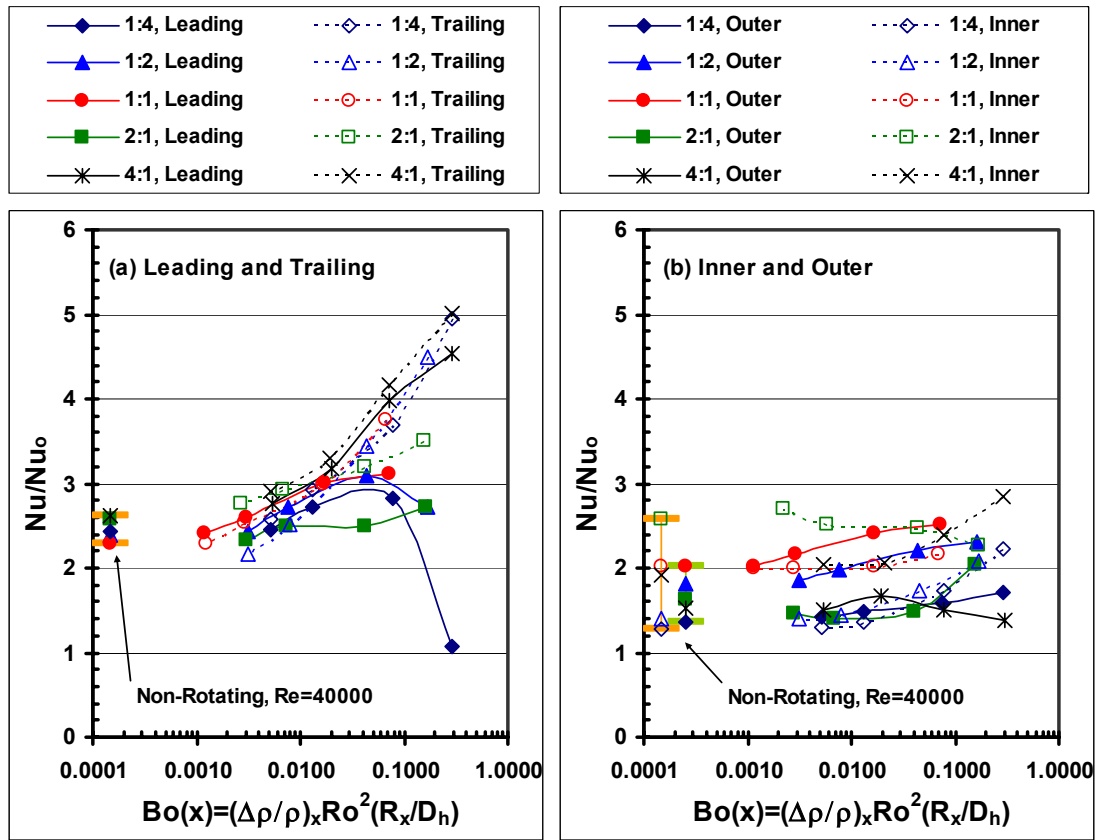 1:4, Leading 1:4, Trailing
1:2, Leading 1:2, Trailing
1:1, Leading 1:1, Trailing
2:1, Leading 2:1, Trailing
4:1, Leading 4:1, Trailing
1:4, Outer 1:4, Inner
1:2, Outer 1:2, Inner
1:1, Outer 1:1, Inner
2:1, Outer 2:1, Inner
4:1, Outer 4:1, Inner
(a) Leading and Trailing
Nu/Nuₒ
6
5
4
3
2
1
0
Non-Rotating, Re=40000
0.0001 0.0010 0.0100 0.1000 1.0000
Bo(x)=(Δρ/ρ)ₓRo²(Rₓ/Dₕ)
(b) Inner and Outer
Nu/Nuₒ
6
5
4
3
2
1
0
Non-Rotating, Re=40000
0.0001 0.0010 0.0100 0.1000 1.0000
Bo(x)=(Δρ/ρ)ₓRo²(Rₓ/Dₕ)